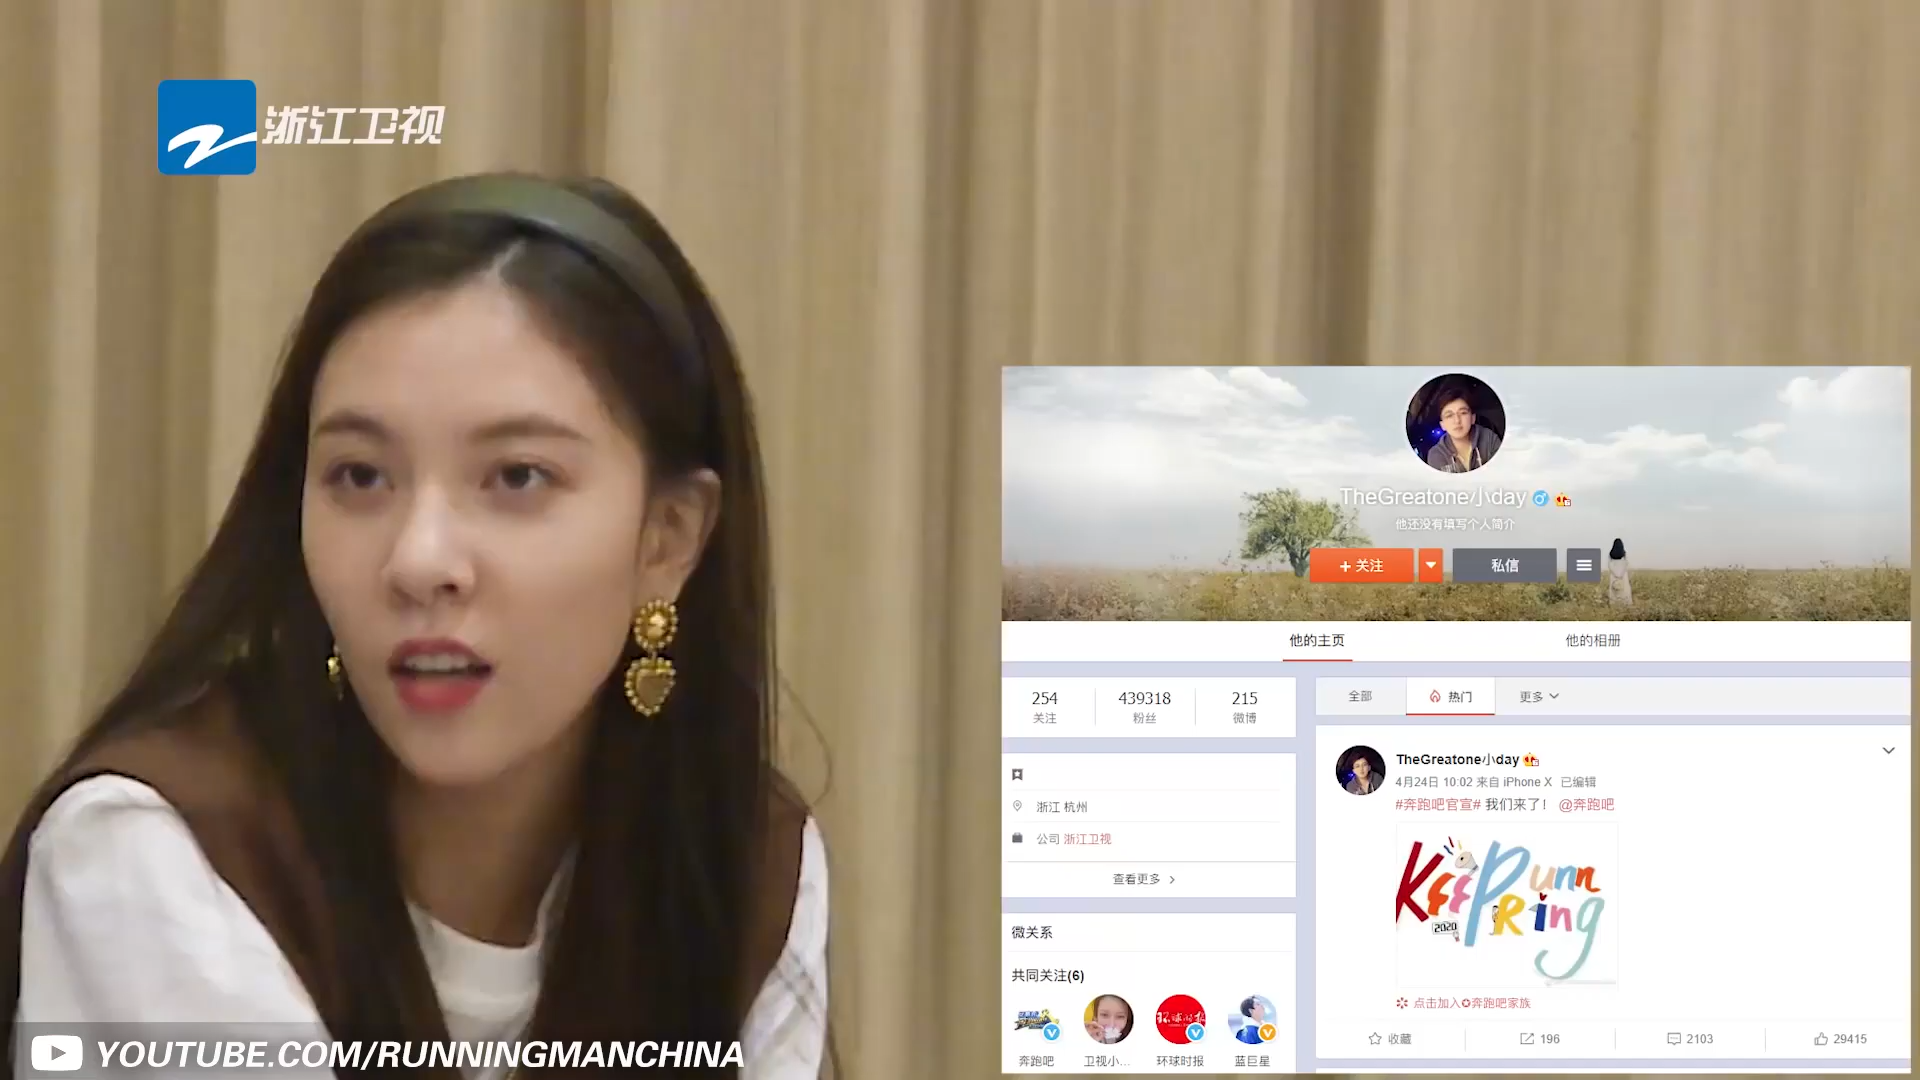 浙江卫视
TheGreatone小day
他还没有填写个人简介
+ 关注
私信
他的主页
他的相册
254
关注
439318
粉丝
215
微博
浙江 杭州
公司 浙江卫视
查看更多
微关系
共同关注(6)
奔跑吧
卫视小...
环球时报
蓝巨星
全部
热门
更多
TheGreatone小day
4月24日 10:02 来自 iPhone X 已编辑
#奔跑吧官宣# 我们来了！ @奔跑吧
KEEP Running
2020
点击加入✪奔跑吧家族
收藏
196
2103
29415
YOUTUBE.COM/RUNNINGMANCHINA